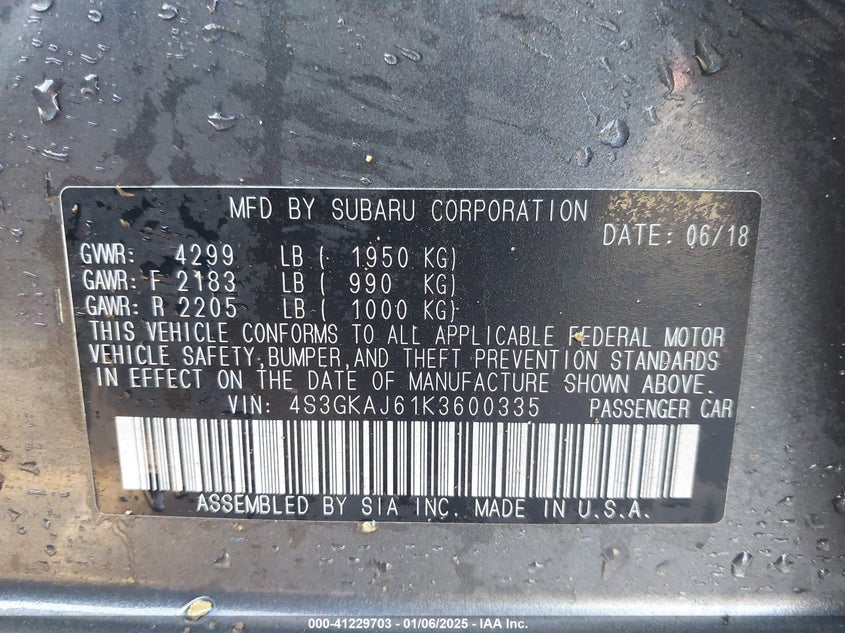 MFD BY SUBARU CORPORATION
DATE: 06/18
GVWR: 4299 LB ( 1950 KG)
GAWR: F 2183 LB ( 990 KG)
GAWR: R 2205 LB ( 1000 KG)
THIS VEHICLE CONFORMS TO ALL APPLICABLE FEDERAL MOTOR
VEHICLE SAFETY, BUMPER, AND THEFT PREVENTION STANDARDS
IN EFFECT ON THE DATE OF MANUFACTURE SHOWN ABOVE.
VIN: 4S3GKAJ61K3600335 PASSENGER CAR
ASSEMBLED BY SIA INC. MADE IN U.S.A.
000-41229703 - 01/06/2025 - IAA Inc.